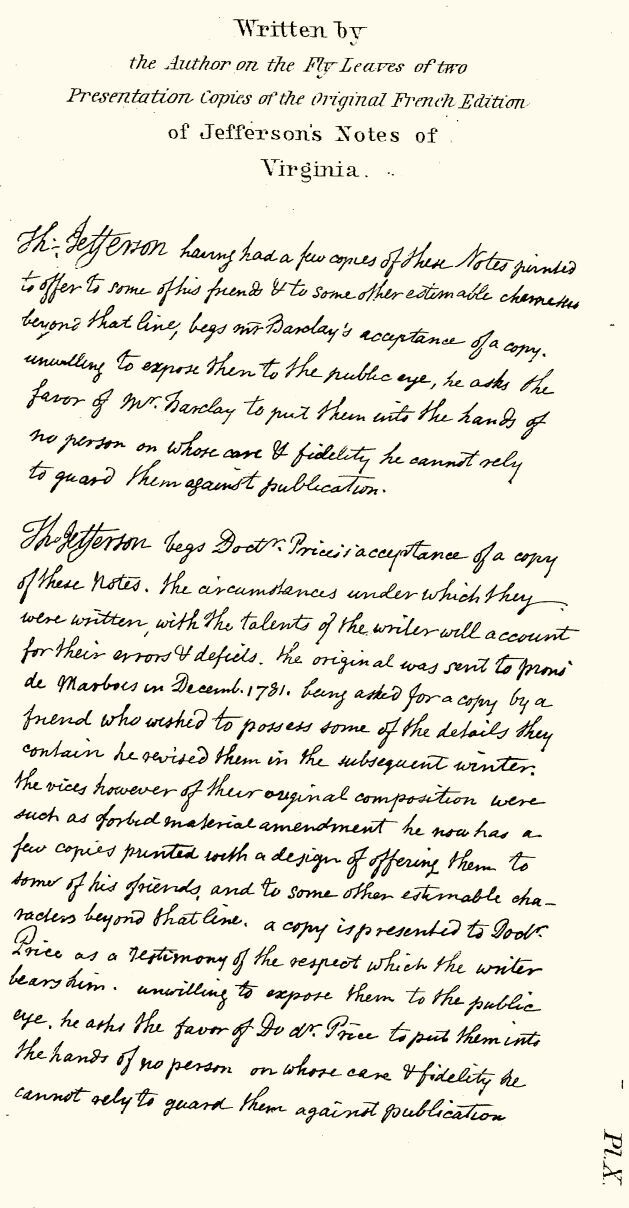 Written by
the Author on the Fly Leaves of two
Presentation Copies of the Original French Edition
of Jefferson's Notes of
Virginia.
Th: Jefferson having had a few copies of these Notes printed
to offer to some of his friends & to some other estimable characters
beyond that line, begs mr Barclay's acceptance of a copy.
unwilling to expose them to the public eye, he asks the
favor of Mr. Barclay to put them into the hands of
no person on whose care & fidelity he cannot rely
to guard them against publication.
Th: Jefferson begs Doctr. Price's acceptance of a copy
of these Notes. the circumstances under which they
were written, with the talents of the writer will account
for their errors & defects. the original was sent to Mons
de Marbois in Decemb. 1781. being asked for a copy by a
friend who wished to possess some of the details they
contain he revised them in the subsequent winter.
the vices however of their original composition were
such as forbid material amendment he now has a
few copies printed with a design of offering them to
some of his friends, and to some other estimable cha-
racters beyond that line. a copy is presented to Doctr.
Price as a testimony of the respect which the writer
bears him. unwilling to expose them to the public
eye, he asks the favor of Doctr. Price to put them into
the hands of no person on whose care & fidelity he
cannot rely to guard them against publication
Pl. X.